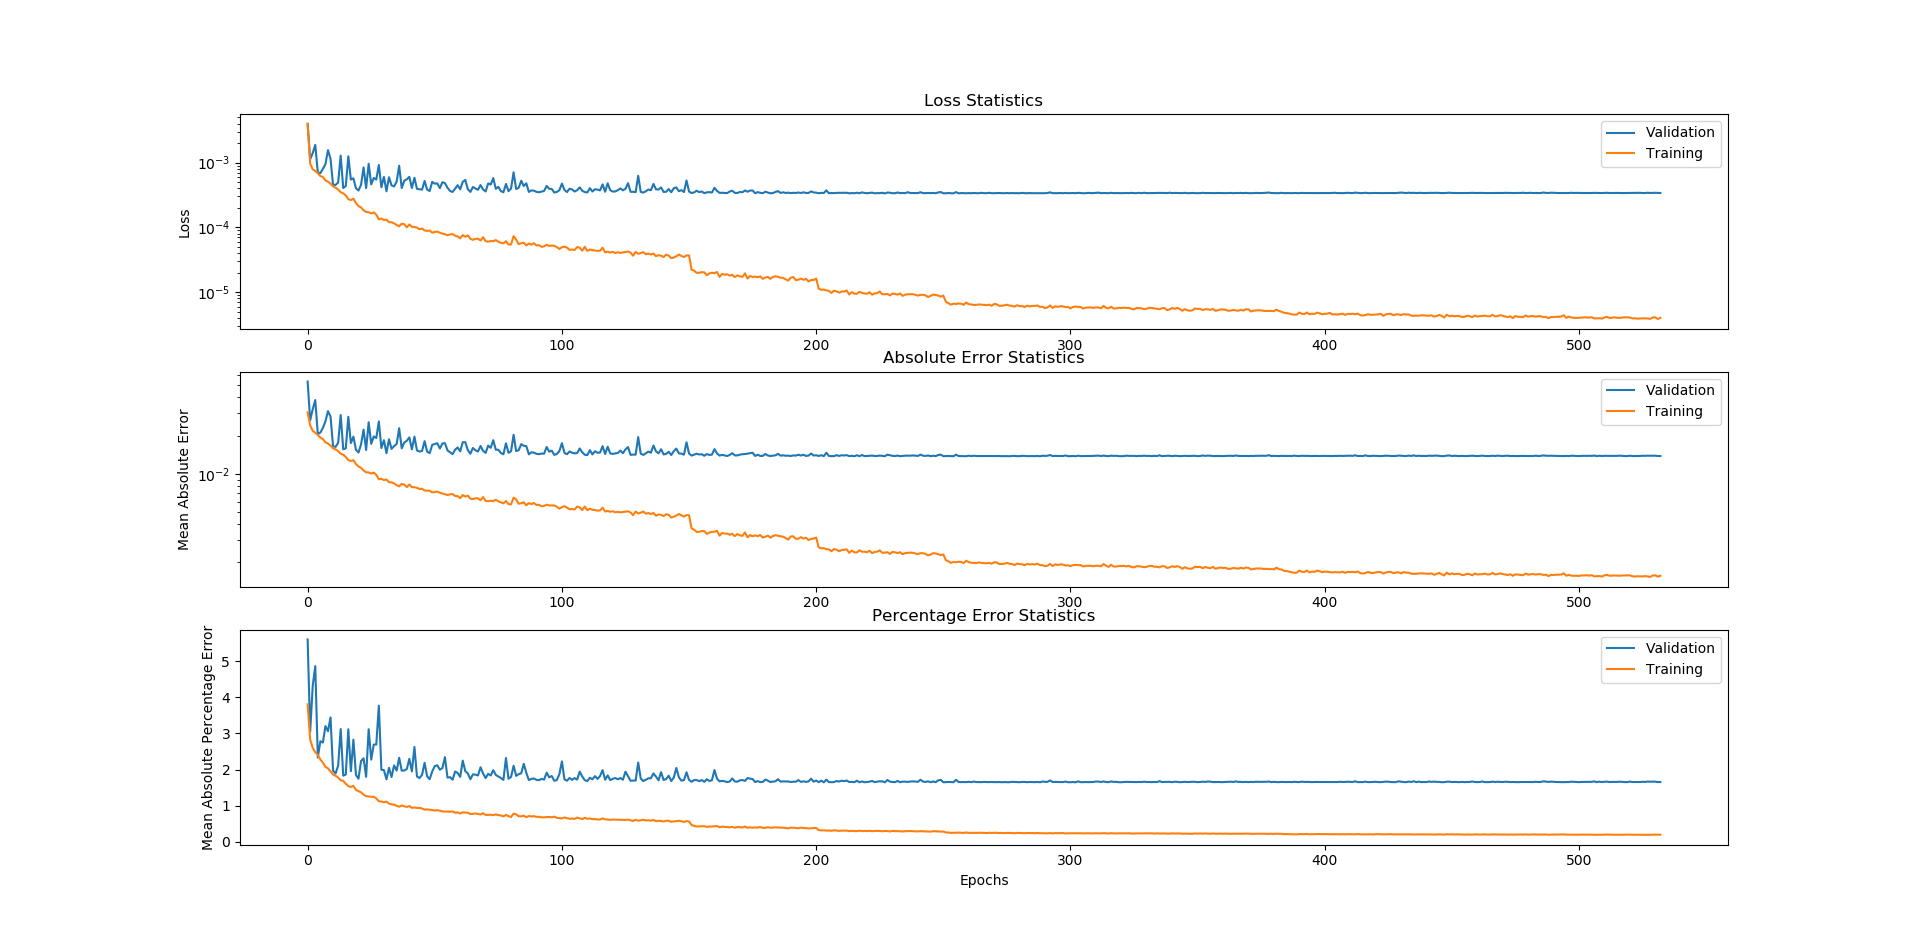 Loss Statistics
Loss
10⁻³
10⁻⁴
10⁻⁵
Validation
Training
0 100 200 300 400 500
Absolute Error Statistics
Mean Absolute Error
10⁻²
Validation
Training
0 100 200 300 400 500
Percentage Error Statistics
Mean Absolute Percentage Error
5
4
3
2
1
0
Validation
Training
0 100 200 300 400 500
Epochs